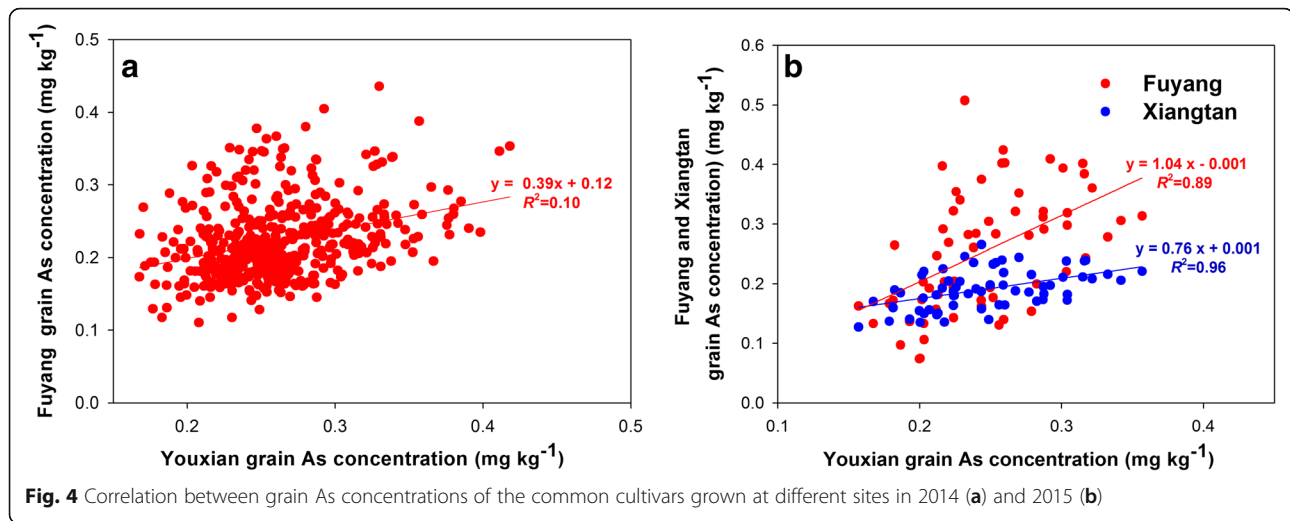 a
Fuyang grain As concentration (mg kg⁻¹)
0.5
0.4
0.3
0.2
0.1
0.0
y = 0.39x + 0.12
R²=0.10
0.2 0.3 0.4 0.5
Youxian grain As concentration (mg kg⁻¹)
b
Fuyang and Xiangtan
grain As concentration) (mg kg⁻¹)
0.6
0.5
0.4
0.3
0.2
0.1
0.0
Fuyang
Xiangtan
y = 1.04 x - 0.001
R²=0.89
y = 0.76 x + 0.001
R²=0.96
0.1 0.2 0.3 0.4
Youxian grain As concentration (mg kg⁻¹)
Fig. 4 Correlation between grain As concentrations of the common cultivars grown at different sites in 2014 (a) and 2015 (b)